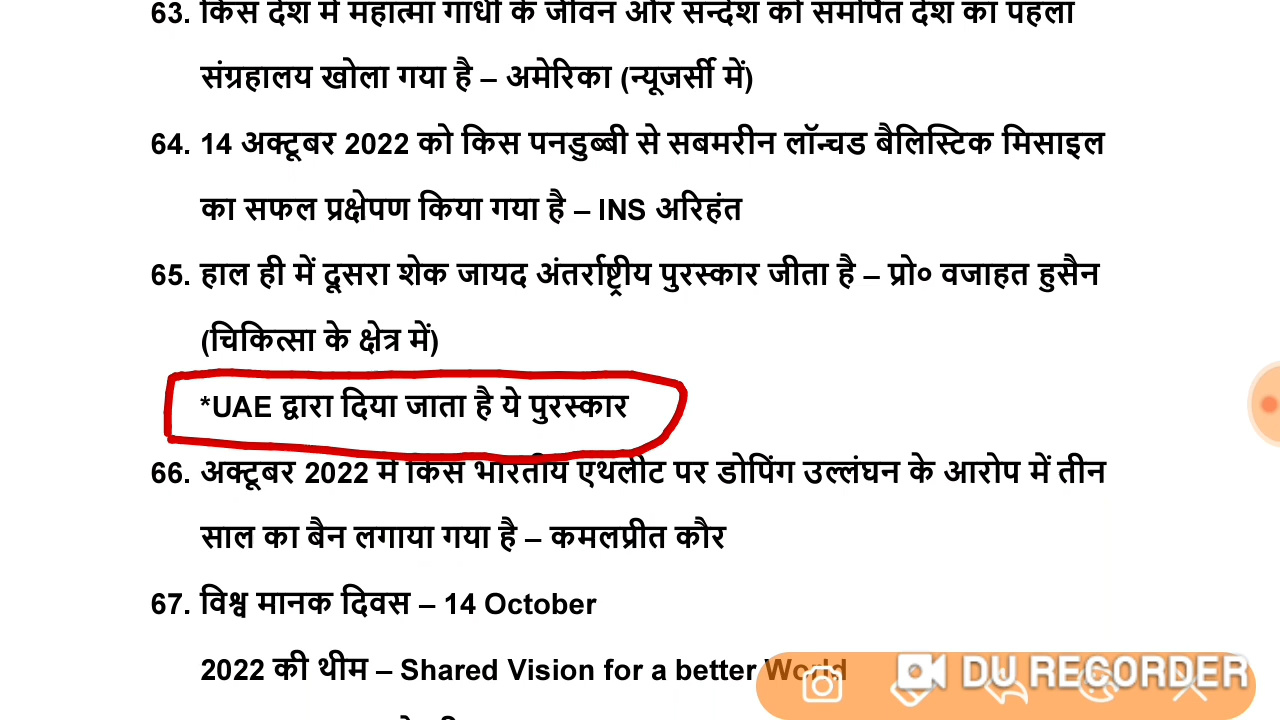 63. किस देश में महात्मा गांधी के जीवन और सन्देश को समर्पित देश का पहला
संग्रहालय खोला गया है – अमेरिका (न्यूजर्सी में)
64. 14 अक्टूबर 2022 को किस पनडुब्बी से सबमरीन लॉन्चड बैलिस्टिक मिसाइल
का सफल प्रक्षेपण किया गया है – INS अरिहंत
65. हाल ही में दूसरा शेक जायद अंतर्राष्ट्रीय पुरस्कार जीता है – प्रो० वजाहत हुसैन
(चिकित्सा के क्षेत्र में)
*UAE द्वारा दिया जाता है ये पुरस्कार
66. अक्टूबर 2022 में किस भारतीय एथलीट पर डोपिंग उल्लंघन के आरोप में तीन
साल का बैन लगाया गया है – कमलप्रीत कौर
67. विश्व मानक दिवस – 14 October
2022 की थीम – Shared Vision for a better World
DU RECORDER